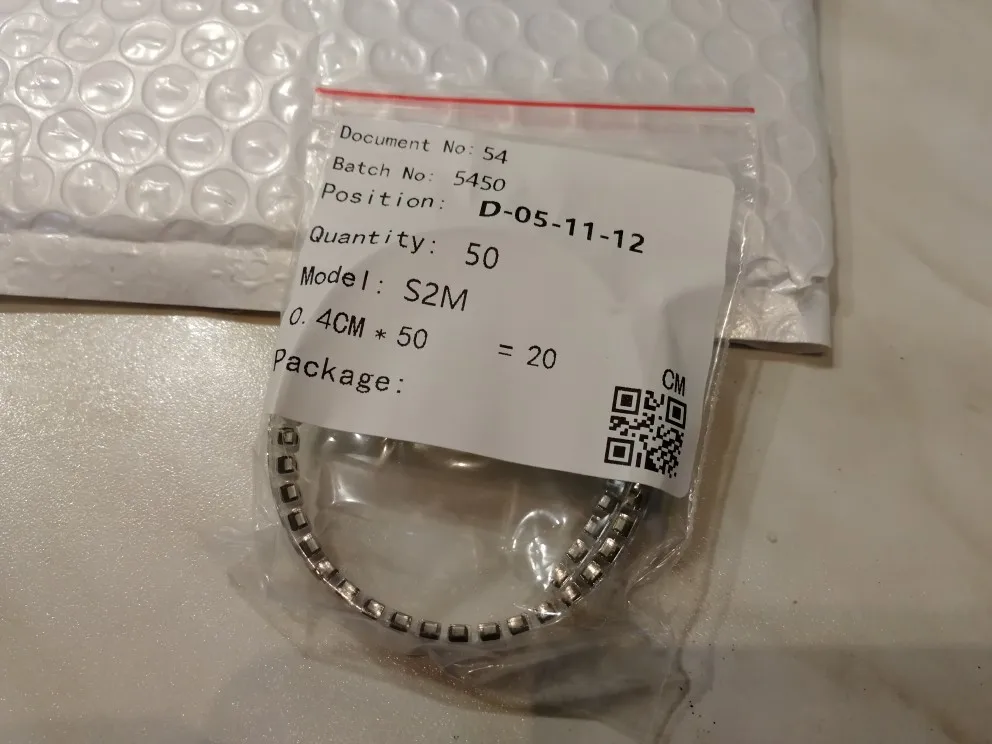 Document No: 54
Batch No: 5450
Position: D-05-11-12
Quantity: 50
Model: S2M
0.4CM * 50 = 20
CM
Package: